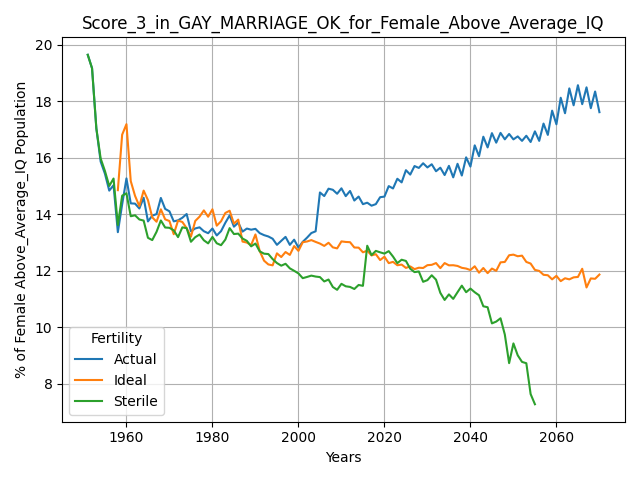 Score_3_in_GAY_MARRIAGE_OK_for_Female_Above_Average_IQ
% of Female Above_Average_IQ Population
20
18
16
14
12
10
8
Fertility
Actual
Ideal
Sterile
1960 1980 2000 2020 2040 2060
Years